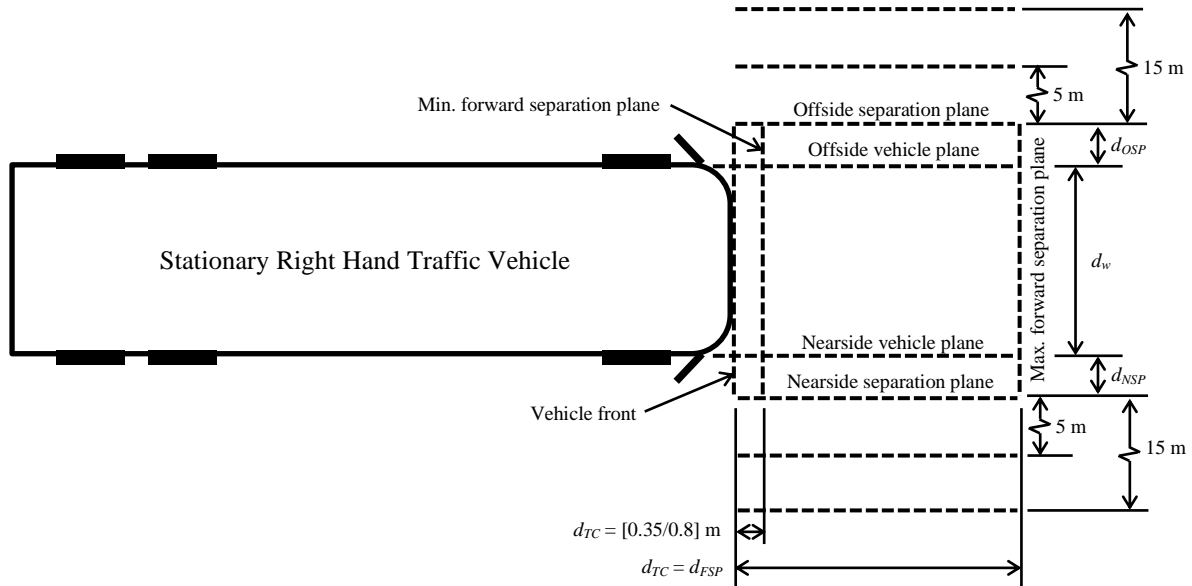 15 m
5 m
Min. forward separation plane
Offside separation plane
d_OSP
Offside vehicle plane
Max. forward separation plane
Stationary Right Hand Traffic Vehicle
d_w
Nearside vehicle plane
d_NSP
Nearside separation plane
Vehicle front
5 m
15 m
d_TC = [0.35/0.8] m
d_TC = d_FSP